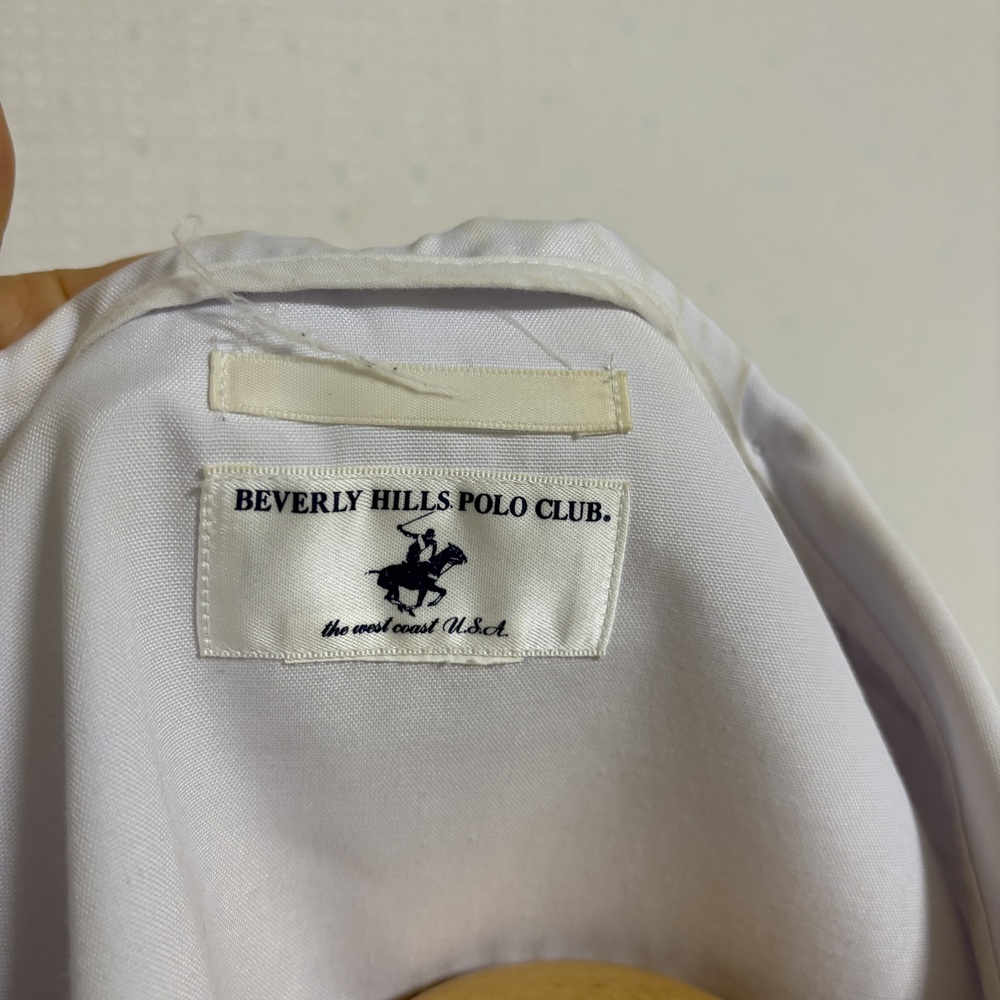 BEVERLY HILLS POLO CLUB.
the west coast U.S.A.